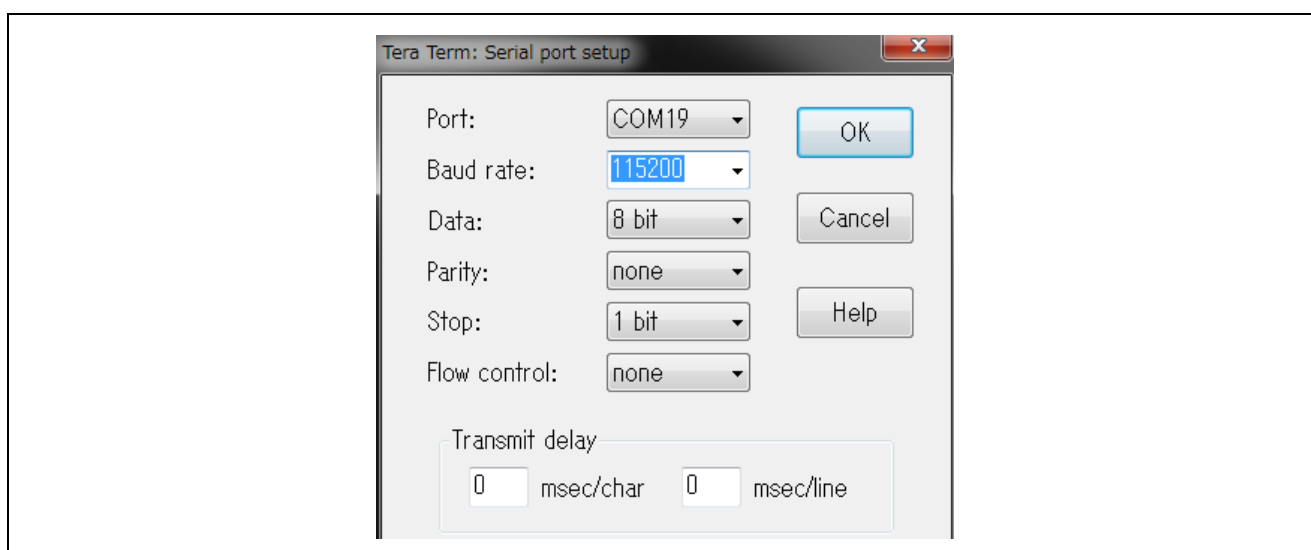 Tera Term: Serial port setup
Port: COM19 OK
Baud rate: 115200
Data: 8 bit Cancel
Parity: none
Stop: 1 bit Help
Flow control: none
Transmit delay
0 msec/char 0 msec/line